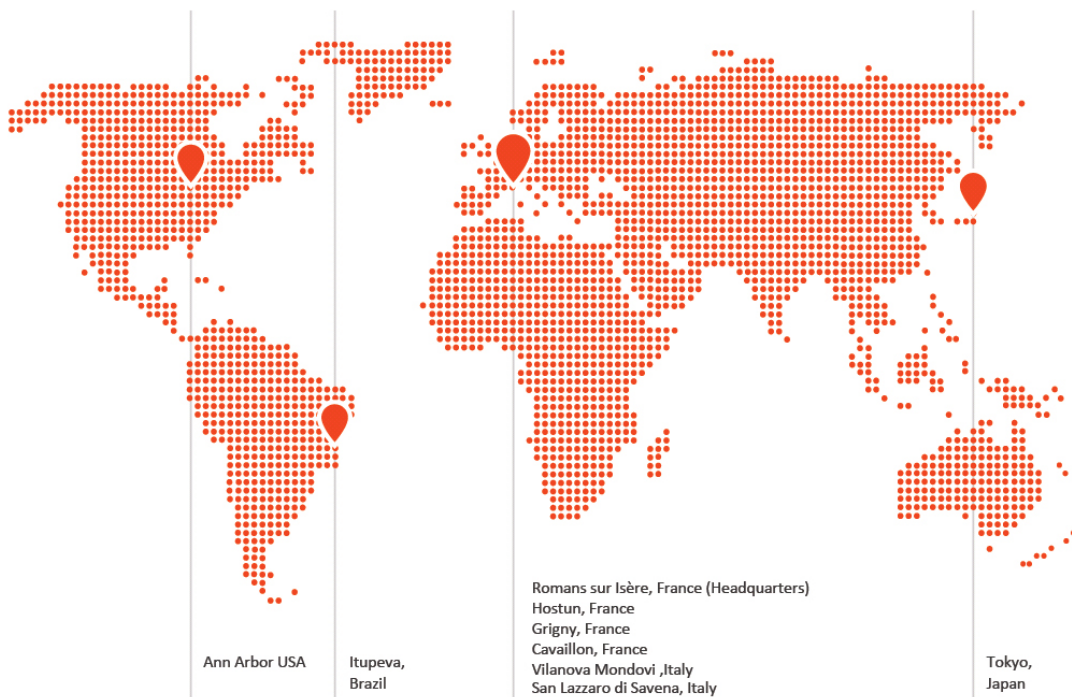 Ann Arbor USA
Itupeva,
Brazil
Romans sur Isère, France (Headquarters)
Hostun, France
Grigny, France
Cavaillon, France
Vilanova Mondovi ,Italy
San Lazzaro di Savena, Italy
Tokyo,
Japan